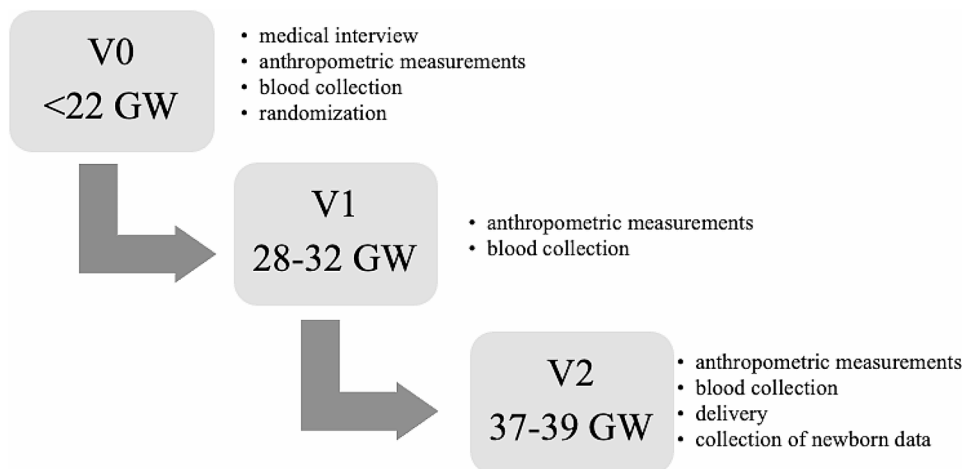 V0
<22 GW
• medical interview
• anthropometric measurements
• blood collection
• randomization
V1
28-32 GW
• anthropometric measurements
• blood collection
V2
37-39 GW
• anthropometric measurements
• blood collection
• delivery
• collection of newborn data